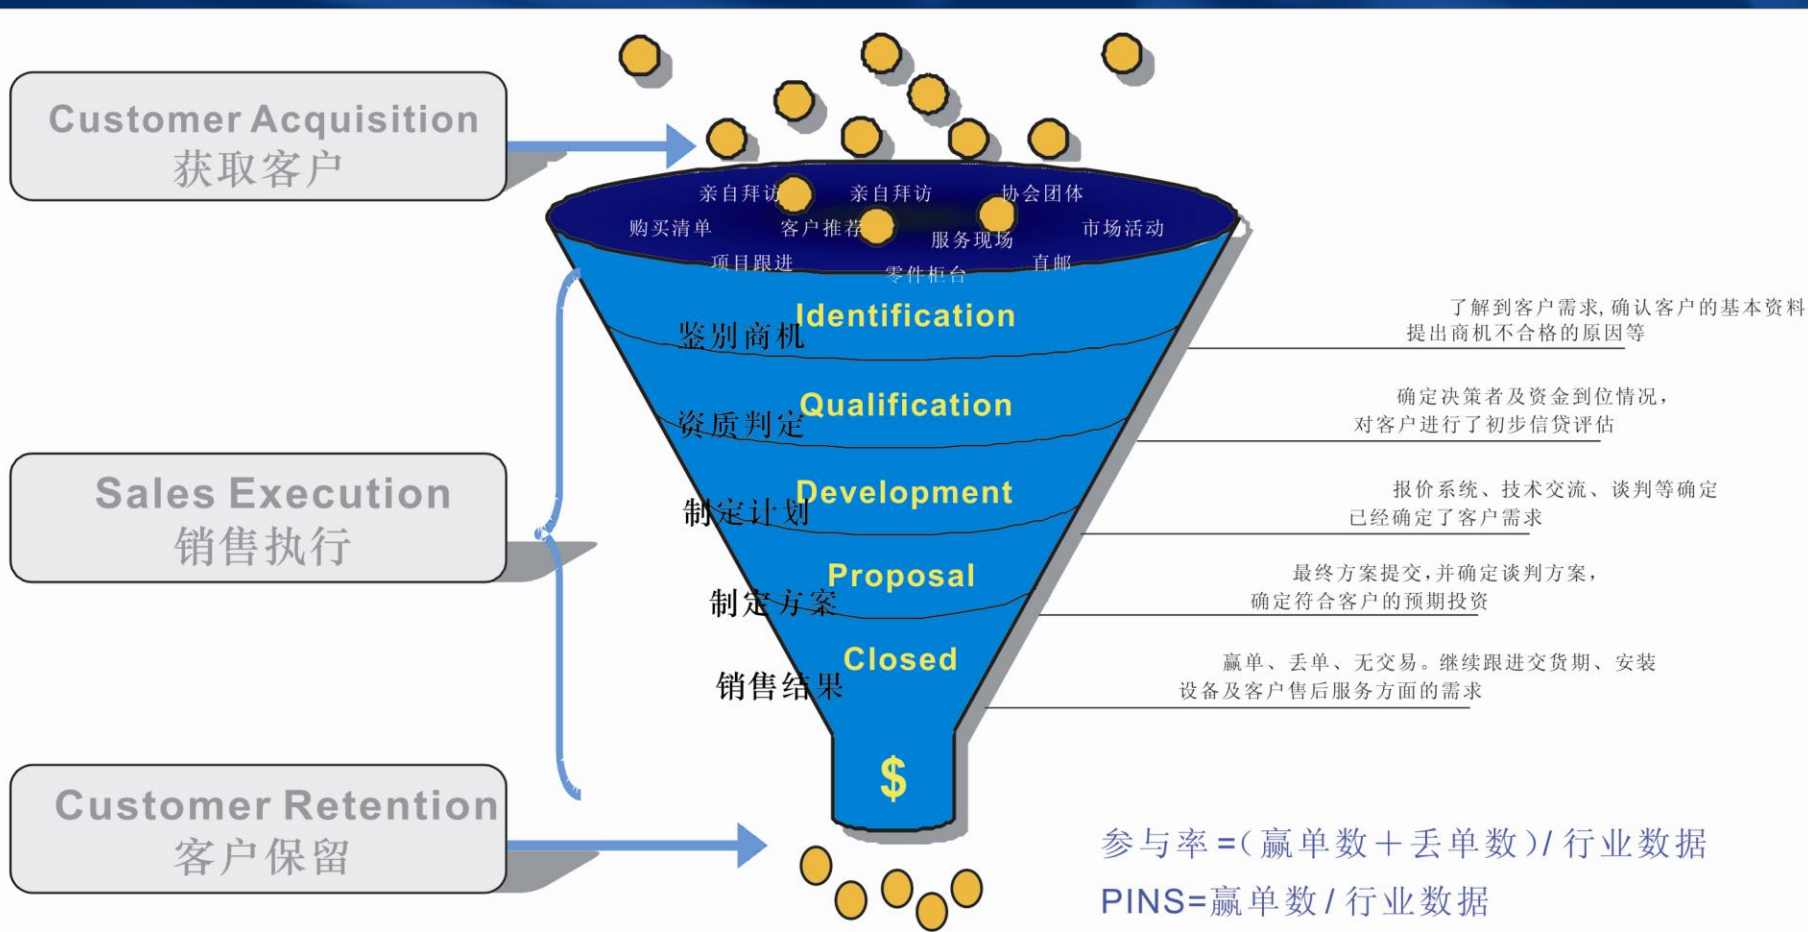 Customer Acquisition
获取客户
亲自拜访
亲自拜访
协会团体
购买清单
客户推荐
服务现场
市场活动
项目跟进
零件柜台
直邮
Sales Execution
销售执行
Customer Retention
客户保留
Identification
鉴别商机
了解到客户需求,确认客户的基本资料
提出商机不合格的原因等
Qualification
资质判定
确定决策者及资金到位情况,
对客户进行了初步信贷评估
Development
制定计划
报价系统、技术交流、谈判等确定
已经确定了客户需求
Proposal
制定方案
最终方案提交,并确定谈判方案,
确定符合客户的预期投资
Closed
销售结果
赢单、丢单、无交易。继续跟进交货期、安装
设备及客户售后服务方面的需求
$
参与率=(赢单数+丢单数)/行业数据
PINS=赢单数/行业数据